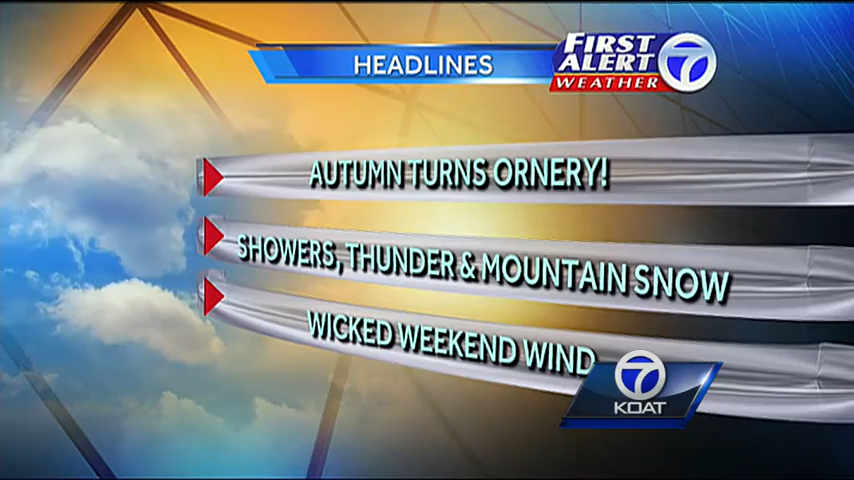 HEADLINES
FIRST
ALERT
WEATHER
7
AUTUMN TURNS ORNERY!
SHOWERS, THUNDER & MOUNTAIN SNOW
WICKED WEEKEND WIND
7
KOAT